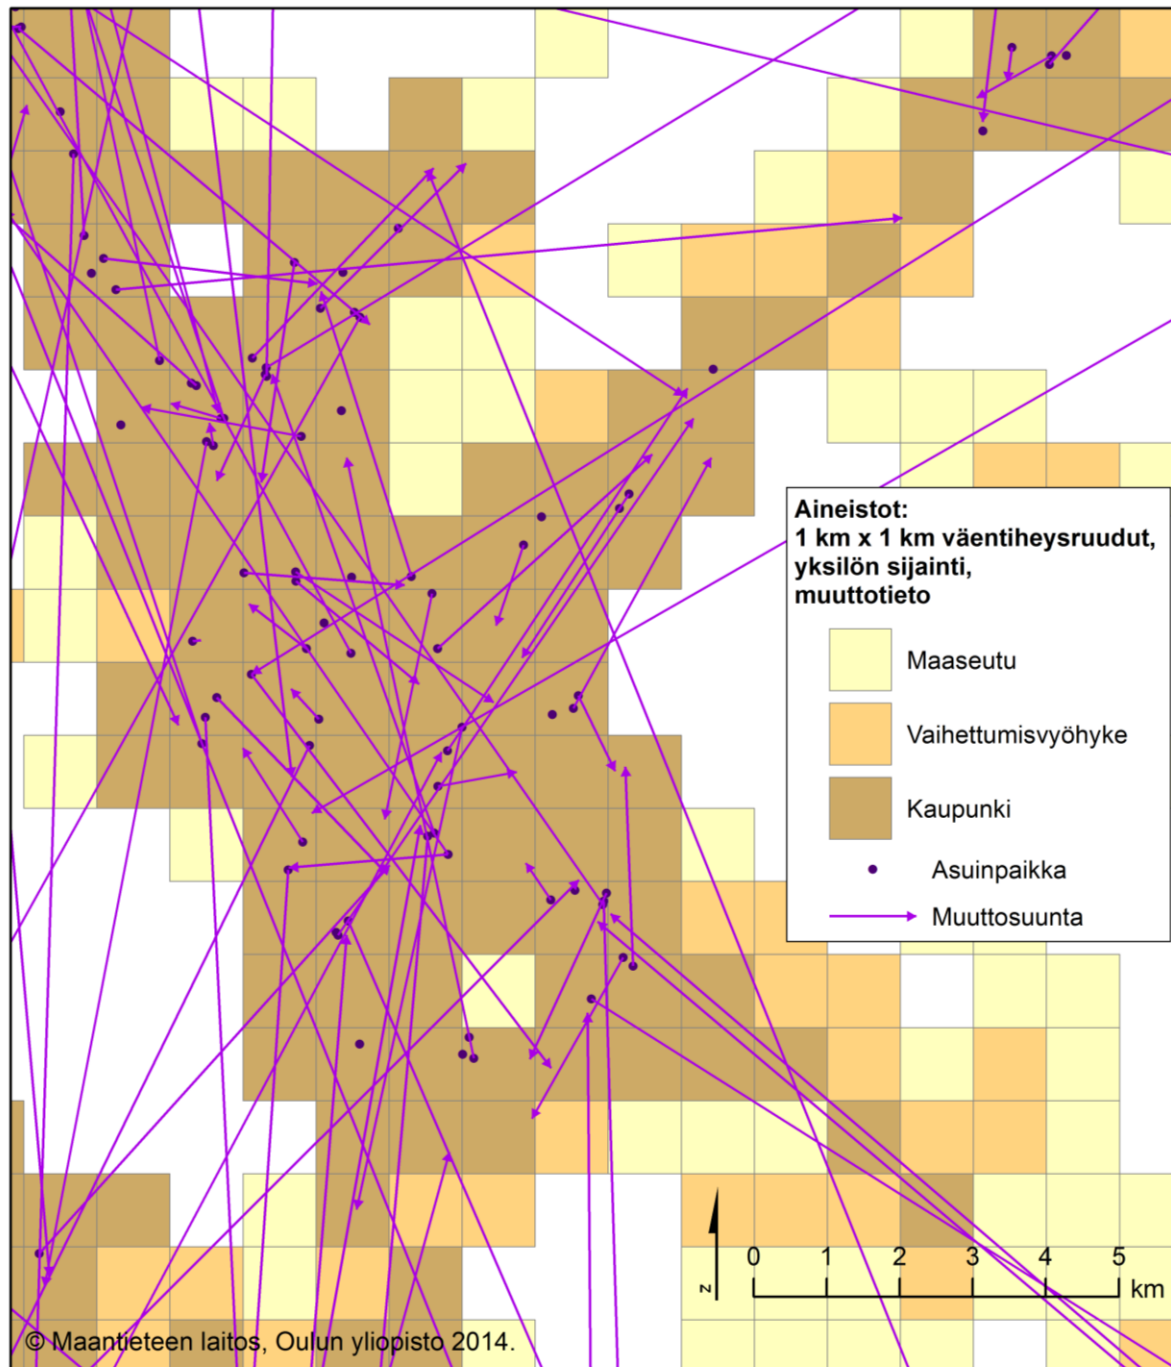 Aineistot:
1 km x 1 km väentiheysruudut,
yksilön sijainti,
muuttotieto
Maaseutu
Vaihettumisvyöhyke
Kaupunki
Asuinpaikka
Muuttosuunta
N
0 1 2 3 4 5
km
© Maantieteen laitos, Oulun yliopisto 2014.